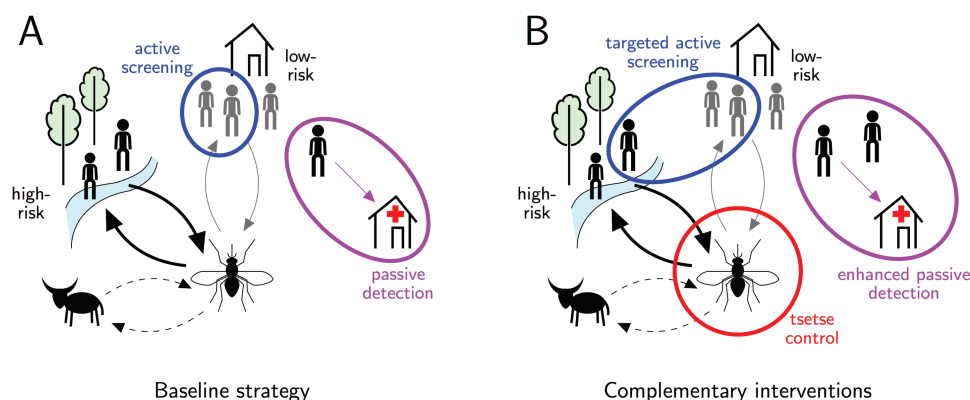 A
active
screening
low-
risk
high-
risk
passive
detection
Baseline strategy
B
targeted active
screening
low-
risk
high-
risk
enhanced passive
detection
tsetse
control
Complementary interventions